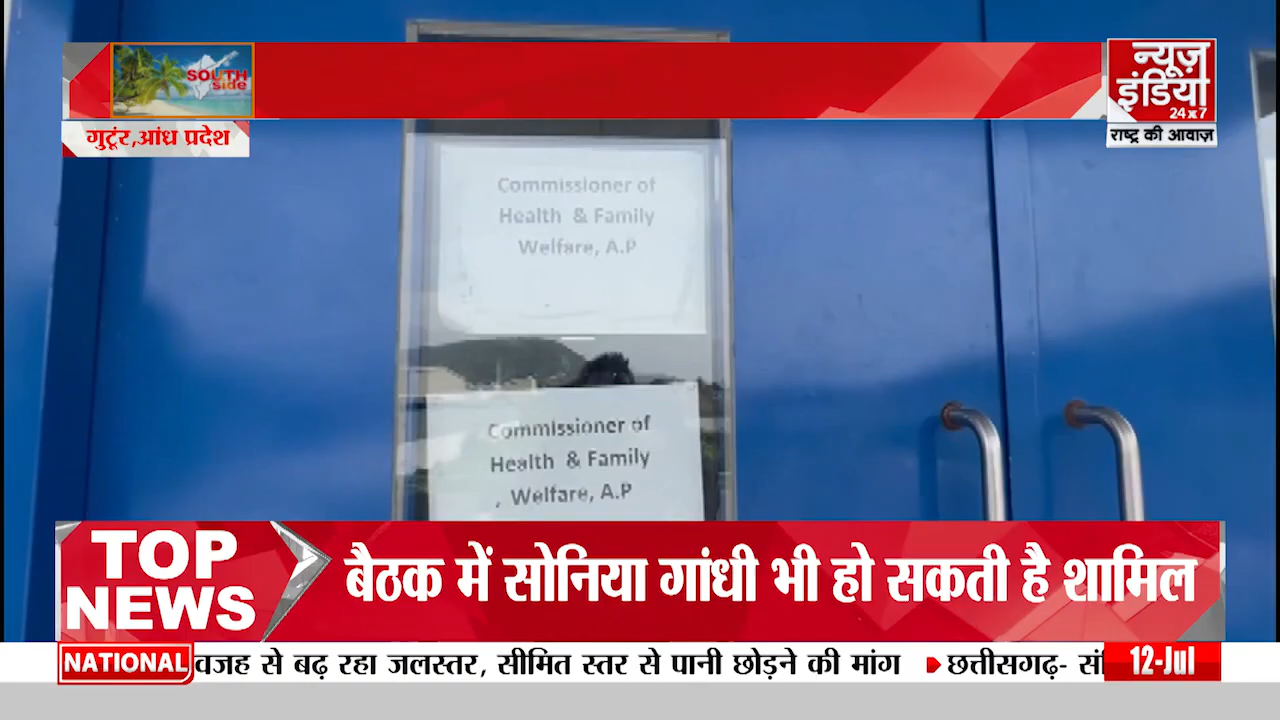 SOUTH
side
न्यूज़
इंडिया
24x7
राष्ट्र की आवाज़
गुटूंर,आंध्र प्रदेश
Commissioner of
Health & Family
Welfare, A.P
Commissioner of
Health & Family
, Welfare, A.P
TOP
NEWS
बैठक में सोनिया गांधी भी हो सकती है शामिल
NATIONAL
वजह से बढ़ रहा जलस्तर, सीमित स्तर से पानी छोड़ने की मांग छत्तीसगढ़-
12-Jul